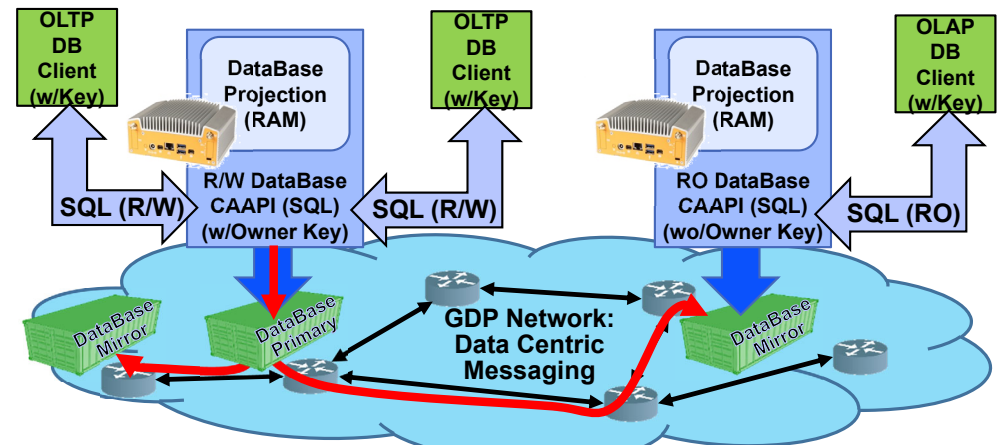 OLTP
DB
Client
(w/Key)
DataBase
Projection
(RAM)
OLTP
DB
Client
(w/Key)
DataBase
Projection
(RAM)
OLAP
DB
Client
(w/Key)
SQL (R/W)
R/W DataBase
CAAPI (SQL)
(w/Owner Key)
SQL (R/W)
RO DataBase
CAAPI (SQL)
(wo/Owner Key)
SQL (RO)
DataBase
Mirror
DataBase
Primary
GDP Network:
Data Centric
Messaging
DataBase
Mirror